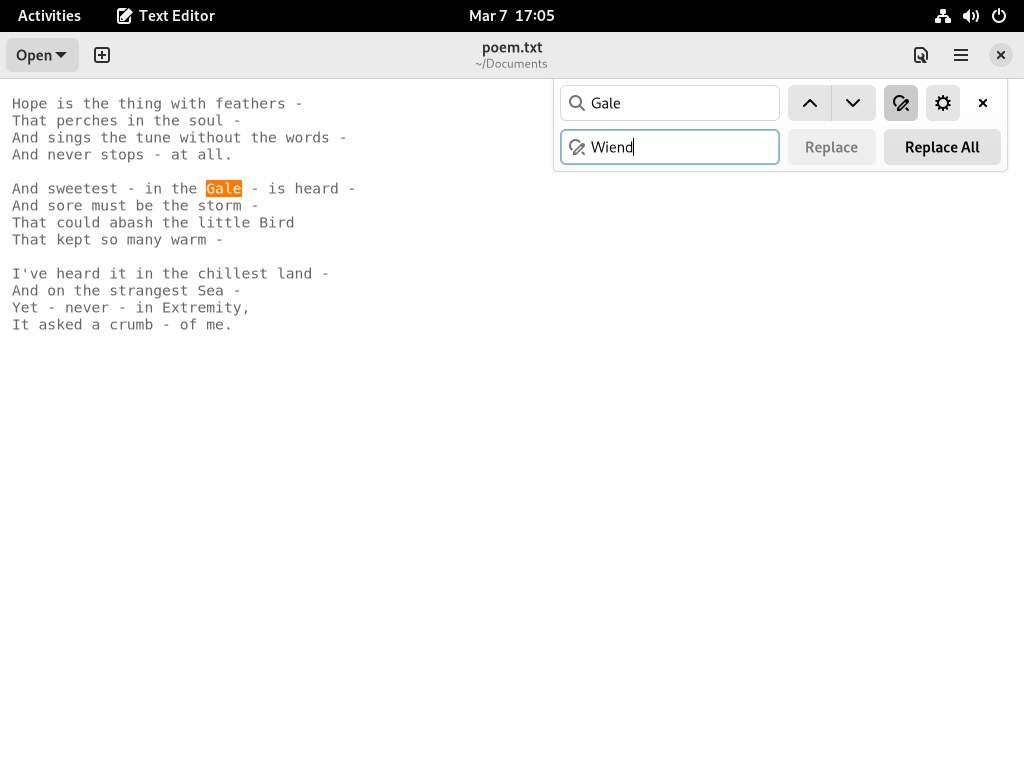 Activities
Text Editor
Mar 7 17:05
Open
poem.txt
~/Documents
Gale
Wiend
Replace
Replace All
Hope is the thing with feathers -
That perches in the soul -
And sings the tune without the words -
And never stops - at all.
And sweetest - in the Gale - is heard -
And sore must be the storm -
That could abash the little Bird
That kept so many warm -
I've heard it in the chillest land -
And on the strangest Sea -
Yet - never - in Extremity,
It asked a crumb - of me.